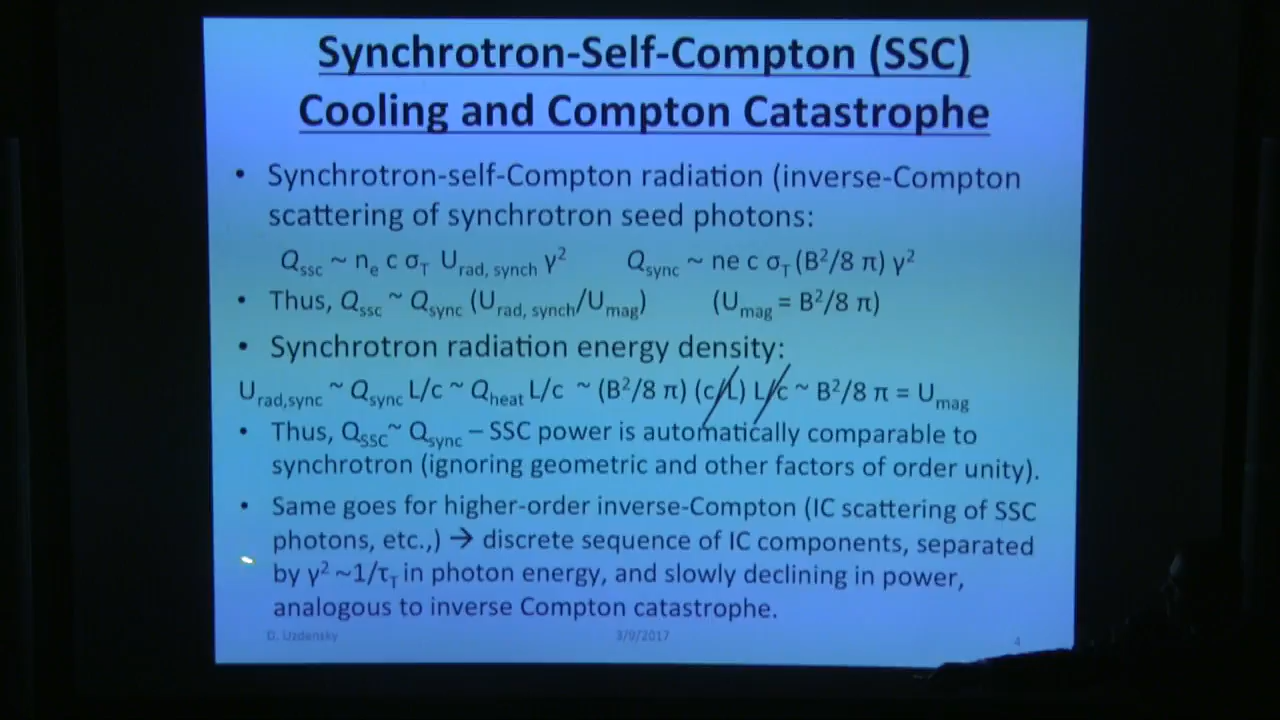 Synchrotron-Self-Compton (SSC)
Cooling and Compton Catastrophe
• Synchrotron-self-Compton radiation (inverse-Compton
scattering of synchrotron seed photons:
Qssc ~ ne c σT Urad, synch γ² Qsync ~ ne c σT (B²/8 π) γ²
• Thus, Qssc ~ Qsync (Urad, synch/Umag) (Umag = B²/8 π)
• Synchrotron radiation energy density:
Urad,sync ~ Qsync L/c ~ Qheat L/c ~ (B²/8 π) (c/L) L/c ~ B²/8 π = Umag
• Thus, QSSC~ Qsync – SSC power is automatically comparable to
synchrotron (ignoring geometric and other factors of order unity).
• Same goes for higher-order inverse-Compton (IC scattering of SSC
photons, etc.,) → discrete sequence of IC components, separated
by γ² ~1/τT in photon energy, and slowly declining in power,
analogous to inverse Compton catastrophe.
D. Uzdensky 3/9/2017 4